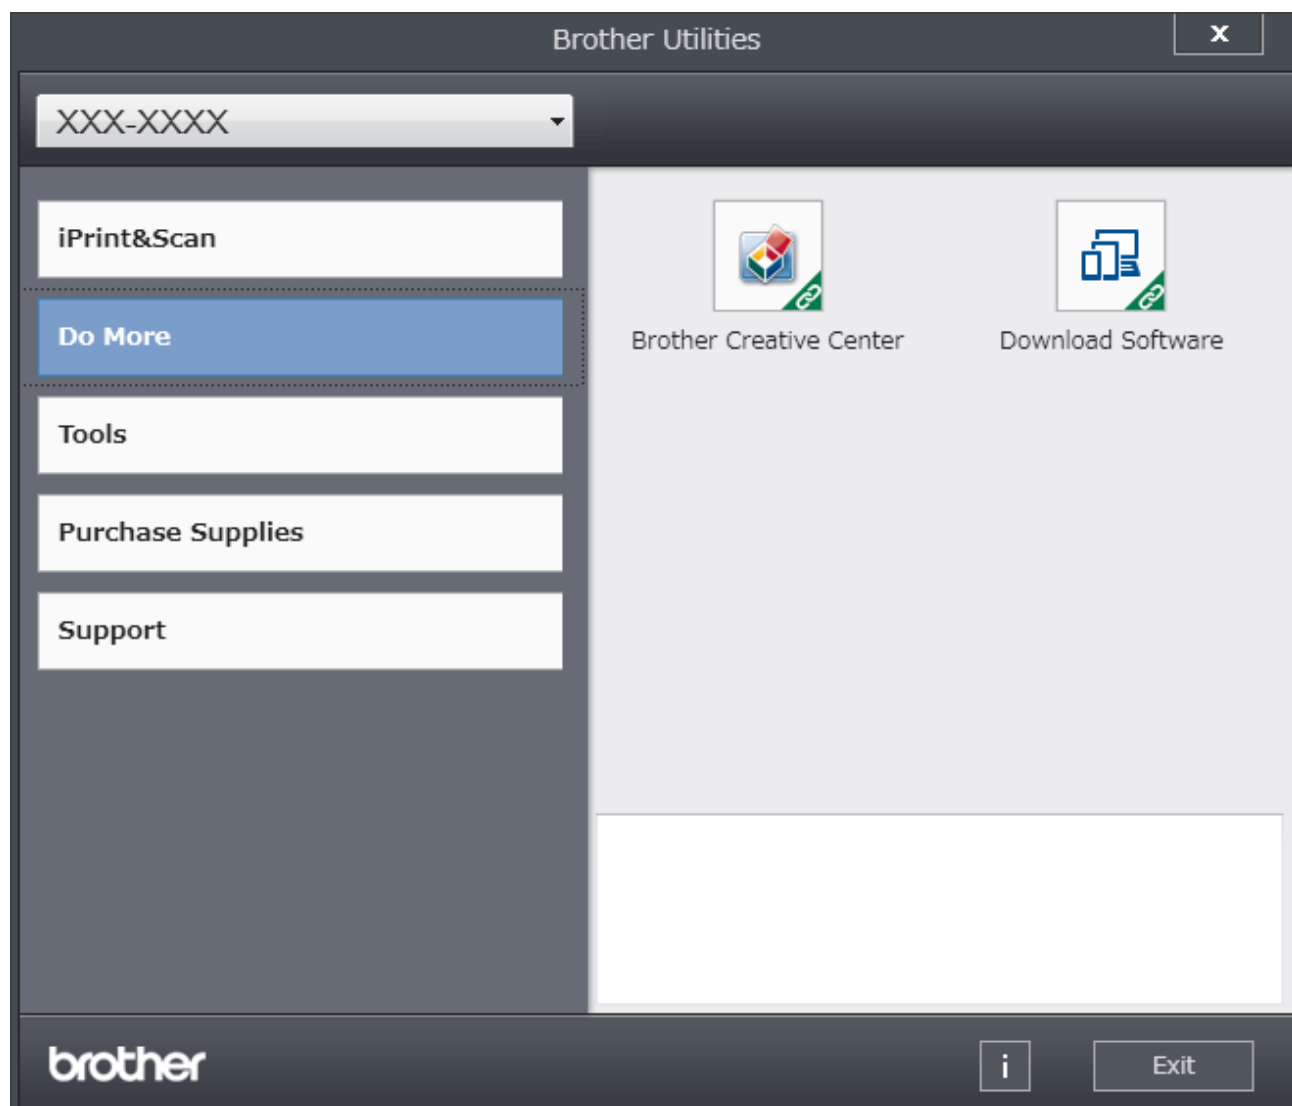 Brother Utilities
x
XXX-XXXX
iPrint&Scan
Do More
Tools
Purchase Supplies
Support
Brother Creative Center
Download Software
brother
i
Exit